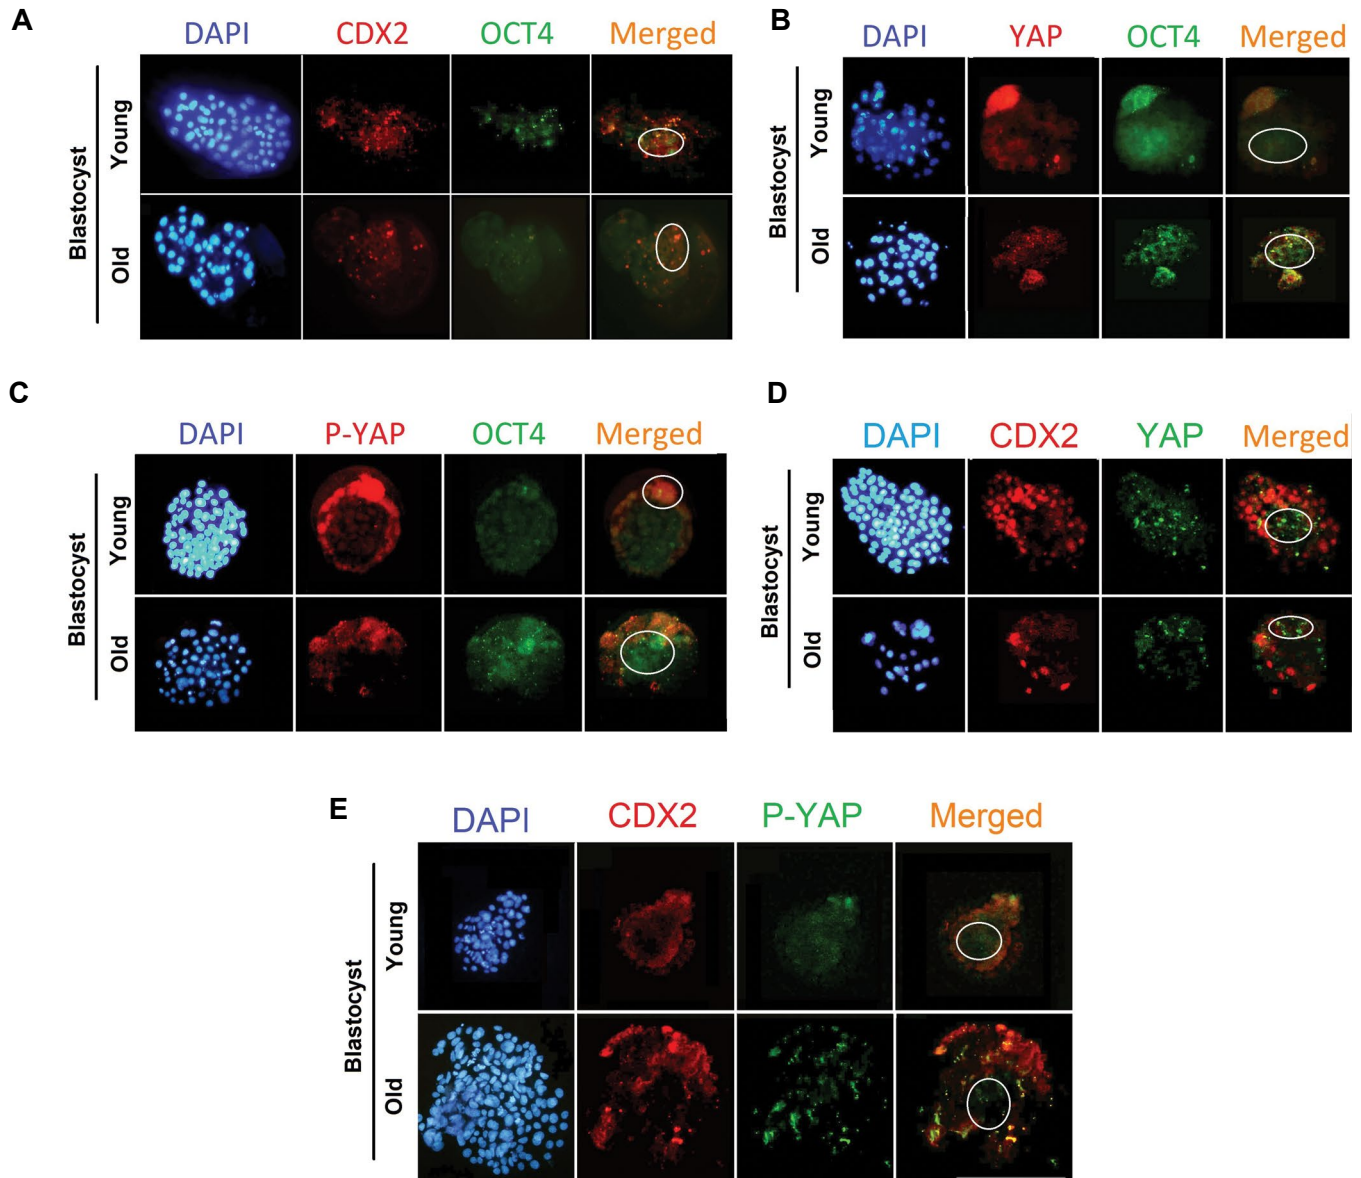 A
DAPI CDX2 OCT4 Merged
Blastocyst
Young
Old
B
DAPI YAP OCT4 Merged
Blastocyst
Young
Old
C
DAPI P-YAP OCT4 Merged
Blastocyst
Young
Old
D
DAPI CDX2 YAP Merged
Blastocyst
Young
Old
E
DAPI CDX2 P-YAP Merged
Blastocyst
Young
Old